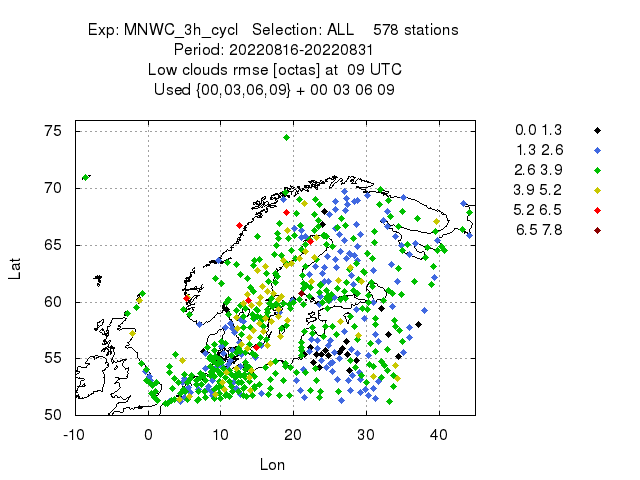 Exp: MNWC_3h_cycl   Selection: ALL    578 stations
Period: 20220816-20220831
Low clouds rmse [octas] at  09 UTC
Used {00,03,06,09} + 00 03 06 09
0.0 1.3
1.3 2.6
2.6 3.9
3.9 5.2
5.2 6.5
6.5 7.8
75
70
65
60
55
50
Lat
-10 0 10 20 30 40
Lon